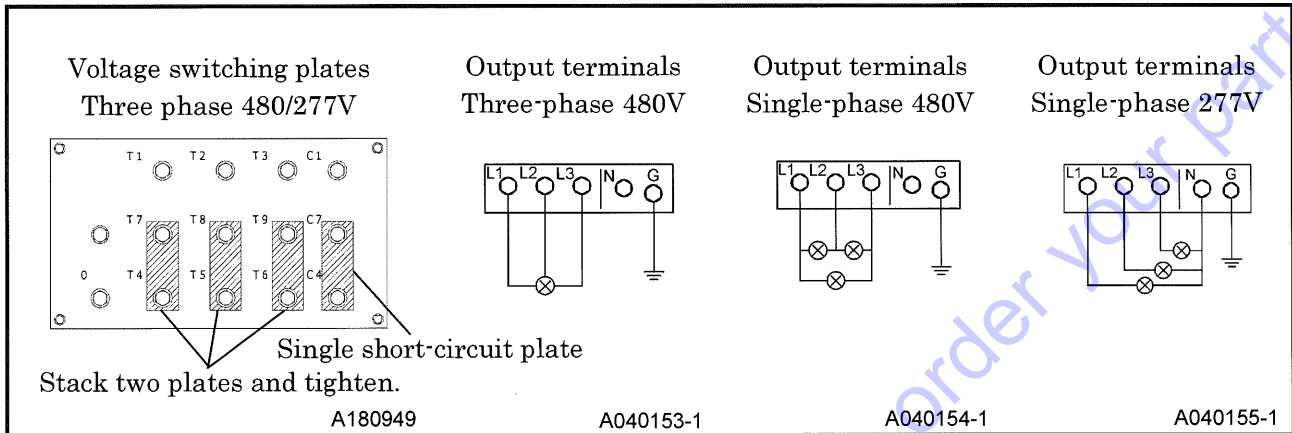 Voltage switching plates
Three phase 480/277V
T1 T2 T3 C1
T7 T8 T9 C7
O T4 T5 T6 C4
Single short-circuit plate
Stack two plates and tighten.
A180949
Output terminals
Three-phase 480V
L1 L2 L3 N G
A040153-1
Output terminals
Single-phase 480V
L1 L2 L3 N G
A040154-1
Output terminals
Single-phase 277V
L1 L2 L3 N G
A040155-1
order your part